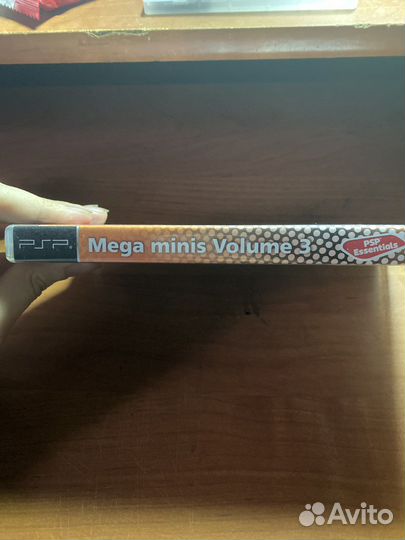 PSP
Mega minis Volume 3
PSP
Essentials
Avito